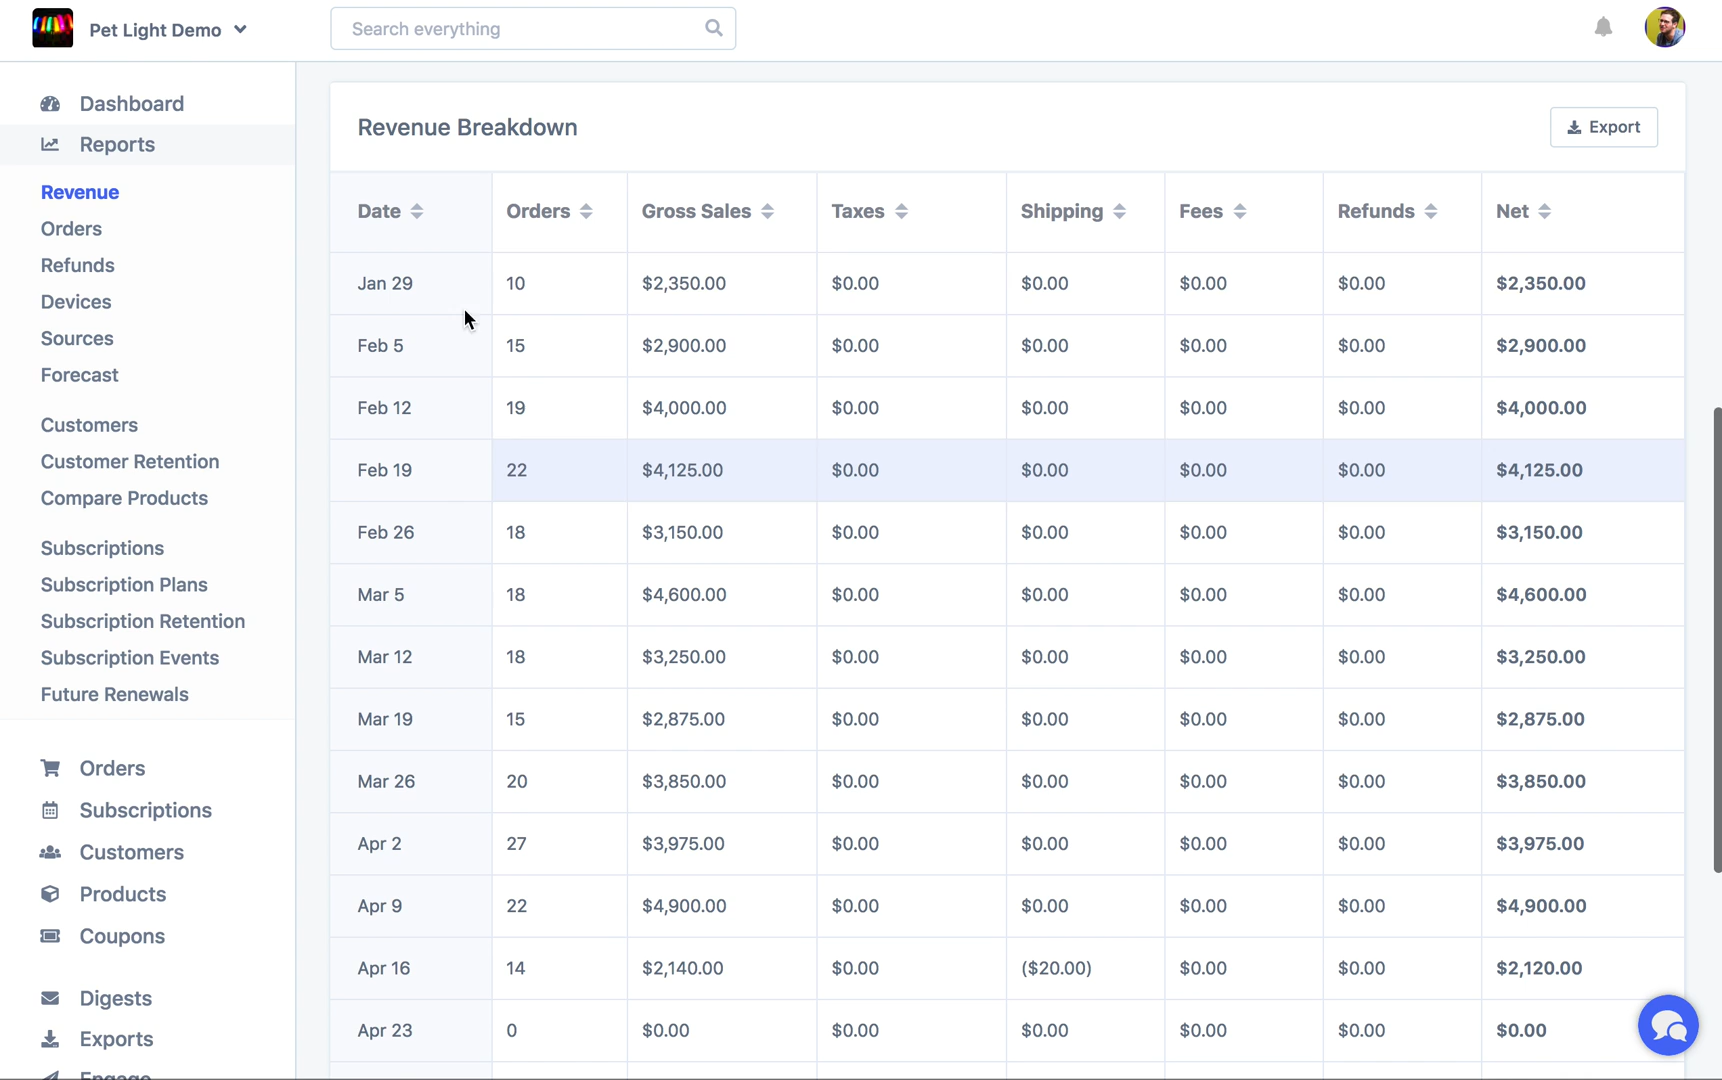 Pet Light Demo
Search everything
Dashboard
Reports
Revenue
Orders
Refunds
Devices
Sources
Forecast
Customers
Customer Retention
Compare Products
Subscriptions
Subscription Plans
Subscription Retention
Subscription Events
Future Renewals
Orders
Subscriptions
Customers
Products
Coupons
Digests
Exports
Engage
Revenue Breakdown
Export
Date Orders Gross Sales Taxes Shipping Fees Refunds Net
Jan 29 10 $2,350.00 $0.00 $0.00 $0.00 $0.00 $2,350.00
Feb 5 15 $2,900.00 $0.00 $0.00 $0.00 $0.00 $2,900.00
Feb 12 19 $4,000.00 $0.00 $0.00 $0.00 $0.00 $4,000.00
Feb 19 22 $4,125.00 $0.00 $0.00 $0.00 $0.00 $4,125.00
Feb 26 18 $3,150.00 $0.00 $0.00 $0.00 $0.00 $3,150.00
Mar 5 18 $4,600.00 $0.00 $0.00 $0.00 $0.00 $4,600.00
Mar 12 18 $3,250.00 $0.00 $0.00 $0.00 $0.00 $3,250.00
Mar 19 15 $2,875.00 $0.00 $0.00 $0.00 $0.00 $2,875.00
Mar 26 20 $3,850.00 $0.00 $0.00 $0.00 $0.00 $3,850.00
Apr 2 27 $3,975.00 $0.00 $0.00 $0.00 $0.00 $3,975.00
Apr 9 22 $4,900.00 $0.00 $0.00 $0.00 $0.00 $4,900.00
Apr 16 14 $2,140.00 $0.00 ($20.00) $0.00 $0.00 $2,120.00
Apr 23 0 $0.00 $0.00 $0.00 $0.00 $0.00 $0.00